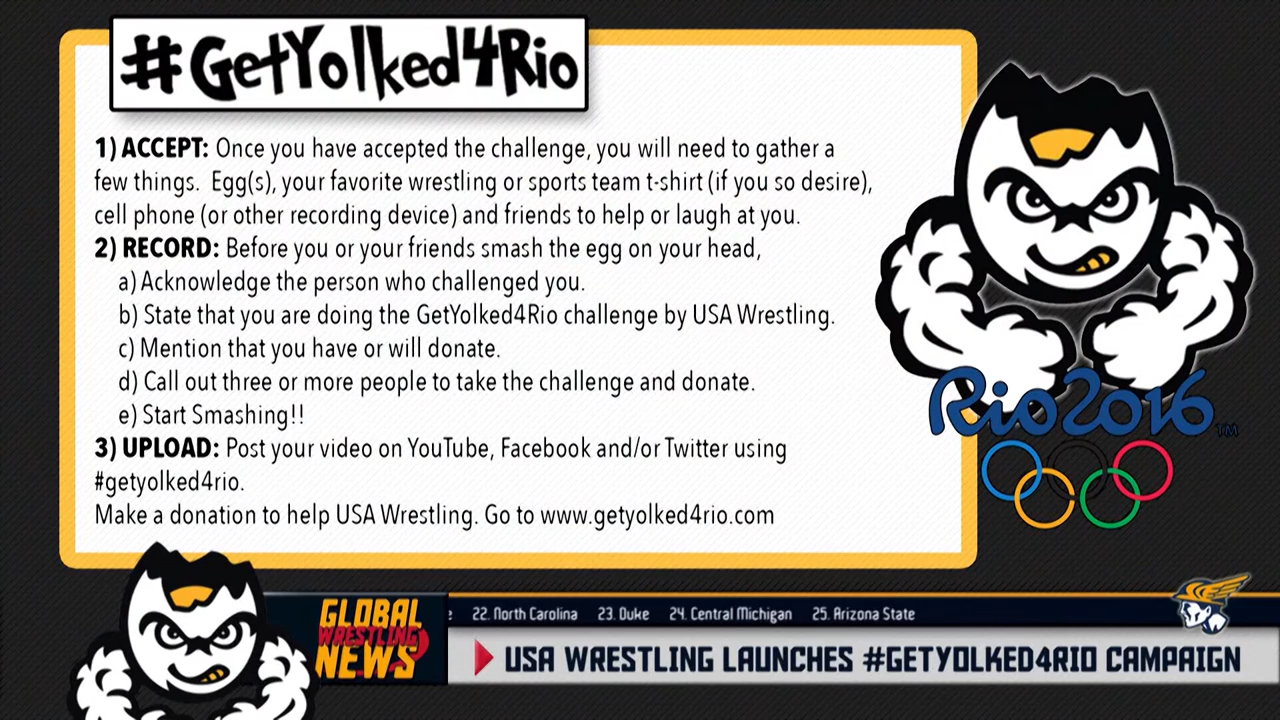 #GetYolked4Rio
1) ACCEPT: Once you have accepted the challenge, you will need to gather a
few things. Egg(s), your favorite wrestling or sports team t-shirt (if you so desire),
cell phone (or other recording device) and friends to help or laugh at you.
2) RECORD: Before you or your friends smash the egg on your head,
a) Acknowledge the person who challenged you.
b) State that you are doing the GetYolked4Rio challenge by USA Wrestling.
c) Mention that you have or will donate.
d) Call out three or more people to take the challenge and donate.
e) Start Smashing!!
3) UPLOAD: Post your video on YouTube, Facebook and/or Twitter using
#getyolked4rio.
Make a donation to help USA Wrestling. Go to www.getyolked4rio.com
Rio2016™
GLOBAL
WRESTLING
NEWS
22. North Carolina 23. Duke 24. Central Michigan 25. Arizona State
USA WRESTLING LAUNCHES #GETYOLKED4RIO CAMPAIGN